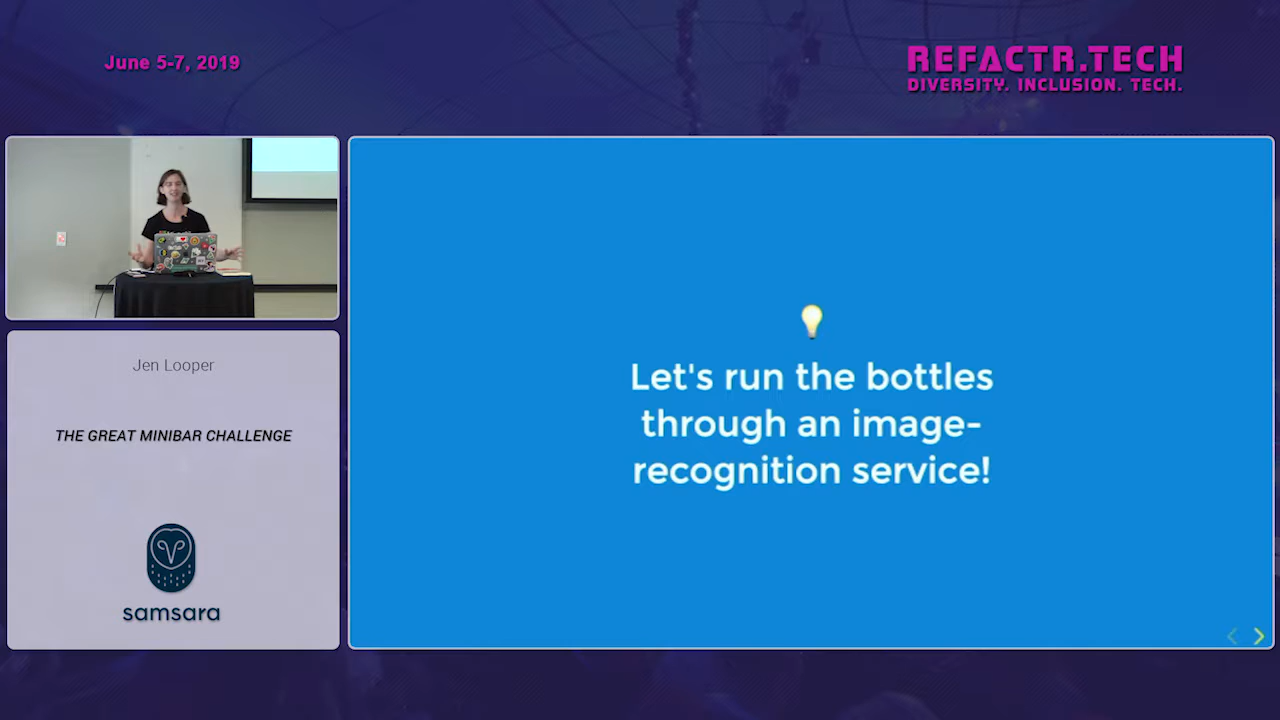 June 5-7, 2019
REFACTR.TECH
DIVERSITY. INCLUSION. TECH.
Jen Looper
THE GREAT MINIBAR CHALLENGE
samsara
Let's run the bottles
through an image-
recognition service!